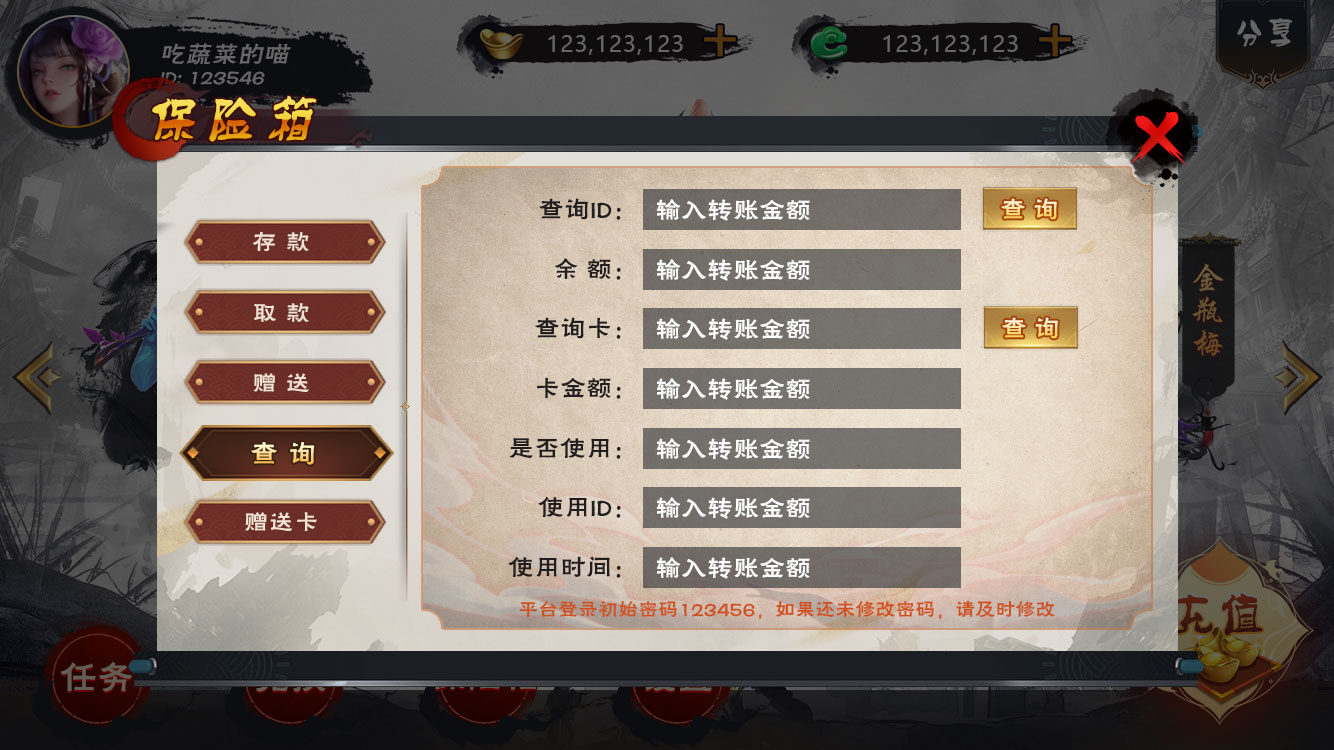 吃蔬菜的喵
ID: 123546
123,123,123
123,123,123
分享
保险箱
存款
取款
赠送
查询
赠送卡
查询ID： 输入转账金额 查询
余额： 输入转账金额
查询卡： 输入转账金额 查询
卡金额： 输入转账金额
是否使用： 输入转账金额
使用ID： 输入转账金额
使用时间： 输入转账金额
平台登录初始密码123456，如果还未修改密码，请及时修改
金瓶梅
充值
任务